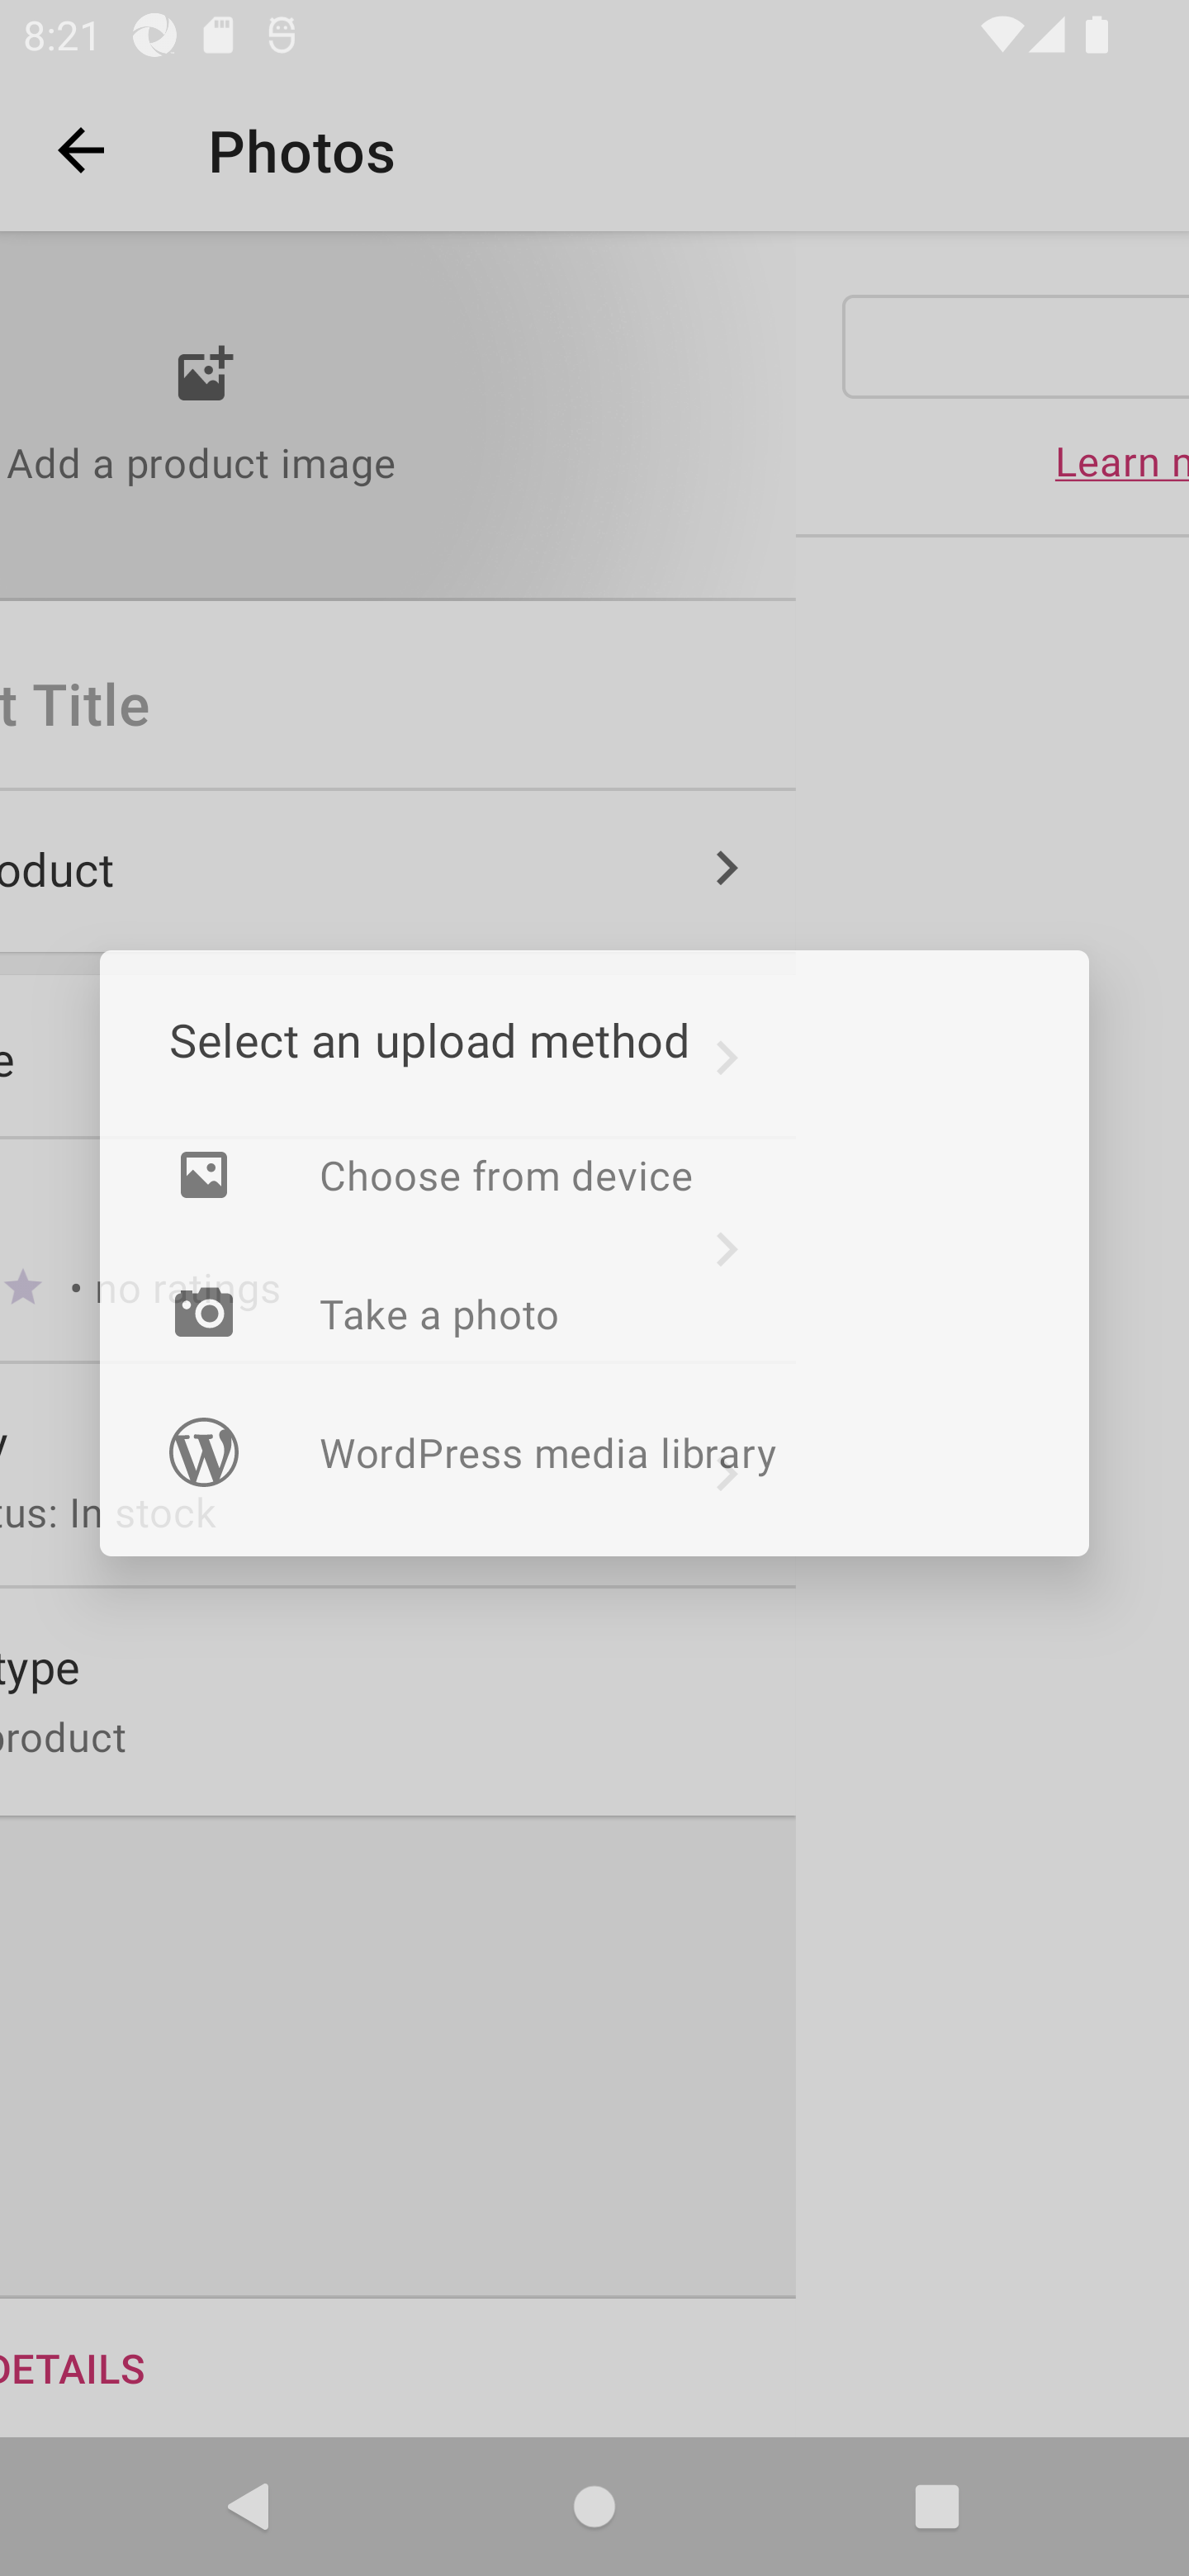 8:21
Photos
Add a product image
Learn
t Title
oduct
Select an upload method
e
Choose from device
• no ratings
Take a photo
WordPress media library
y
tus: In stock
type
product
DETAILS